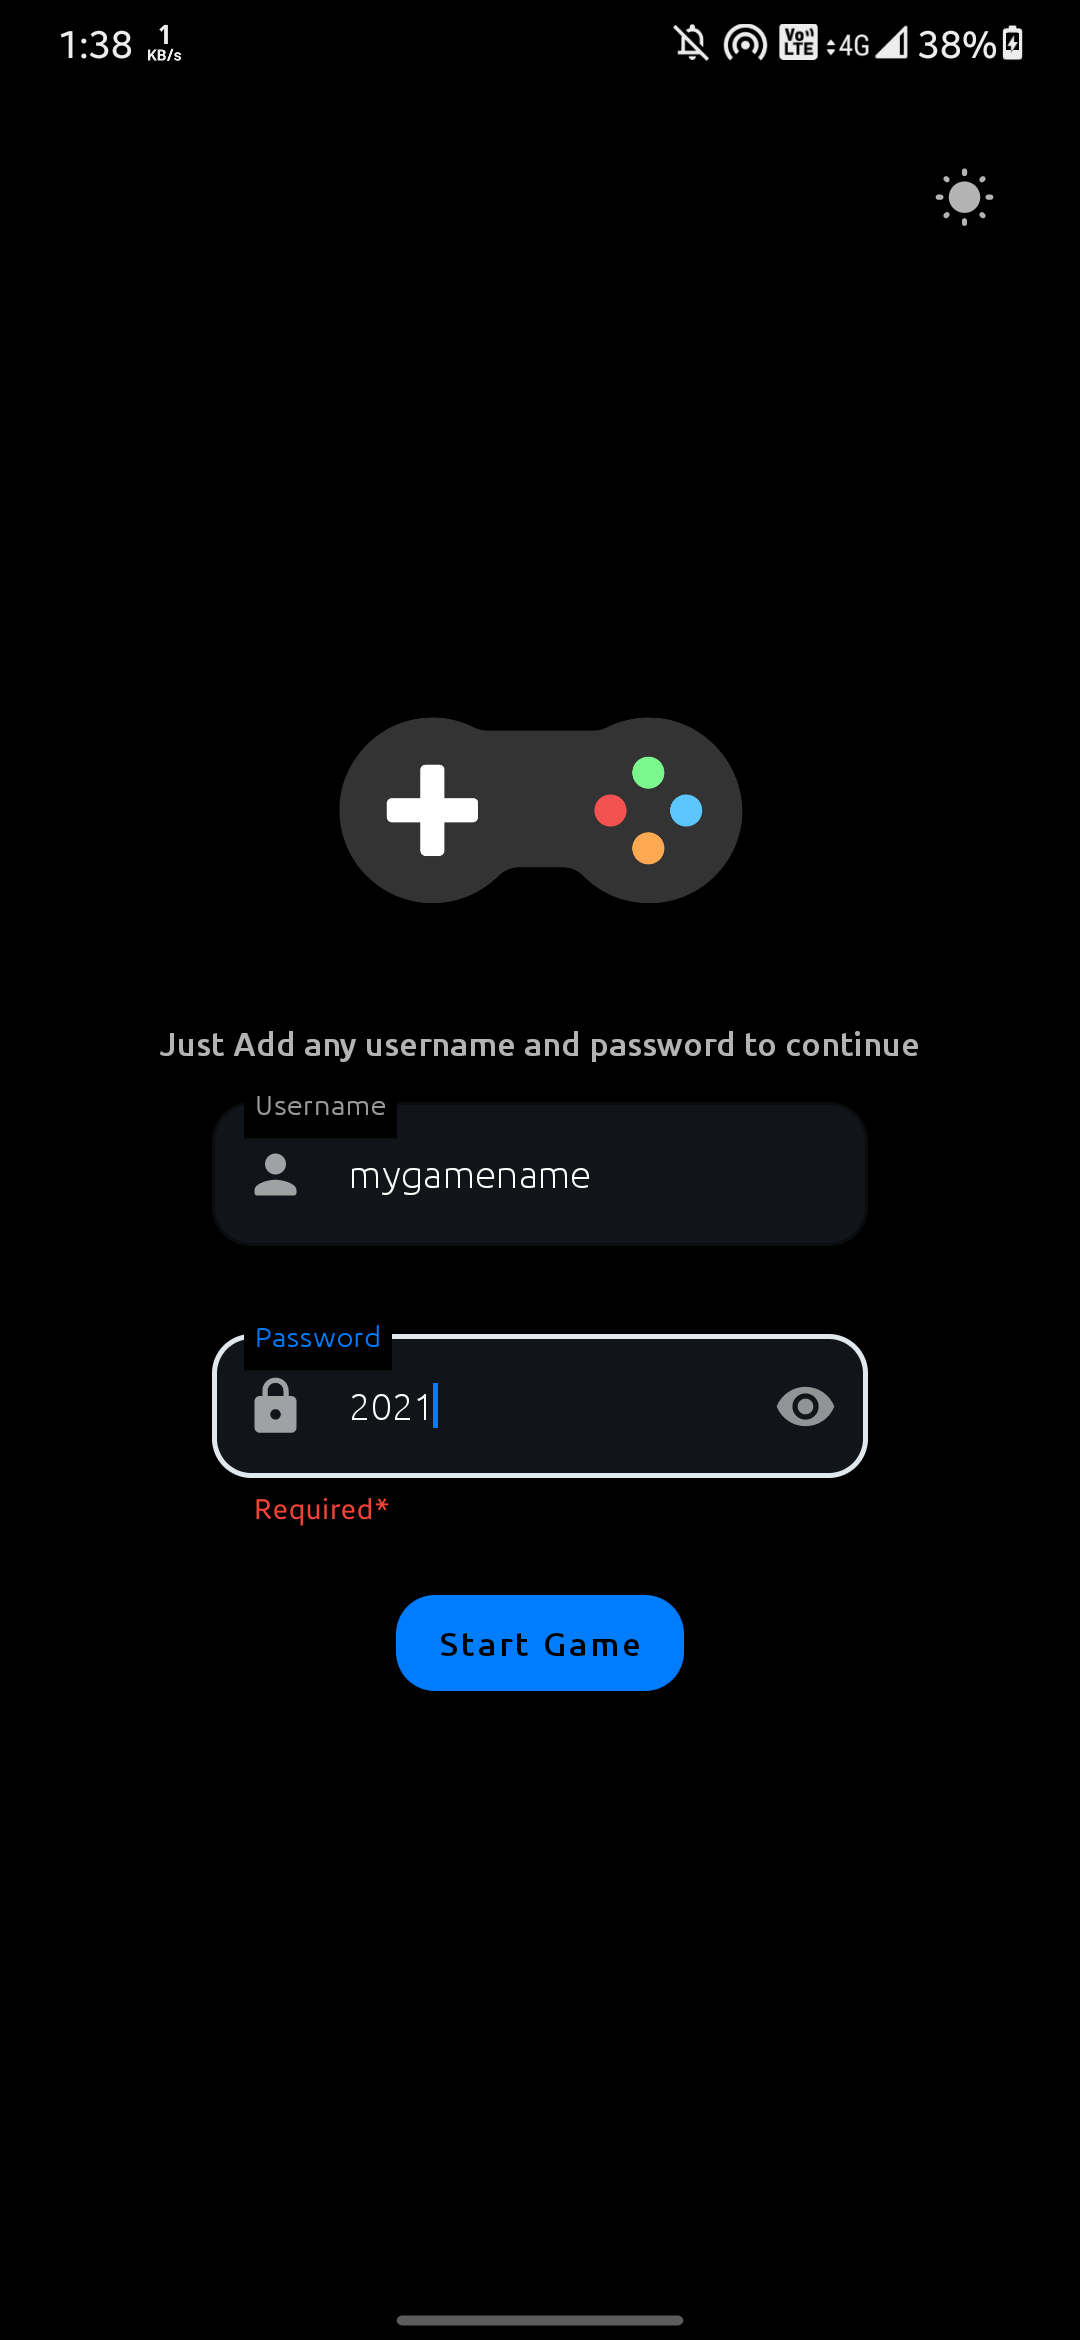 1:38 1 KB/s Vo LTE 4G 38%
Just Add any username and password to continue
Username
mygamename
Password
2021
Required*
Start Game